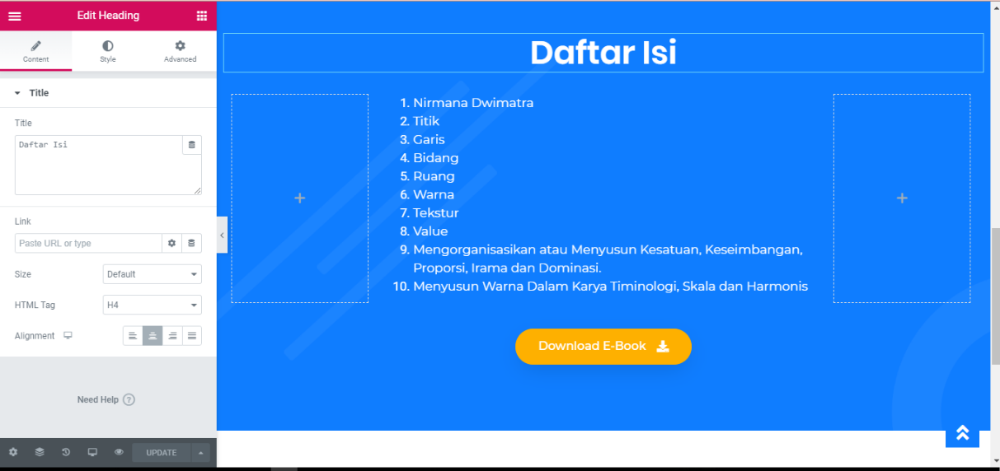 Edit Heading
Content
Style
Advanced
Title
Title
Daftar Isi
Link
Paste URL or type
Size
Default
HTML Tag
H4
Alignment
Need Help ?
UPDATE
Daftar Isi
1. Nirmana Dwimatra
2. Titik
3. Garis
4. Bidang
5. Ruang
6. Warna
7. Tekstur
8. Value
9. Mengorganisasikan atau Menyusun Kesatuan, Keseimbangan,
Proporsi, Irama dan Dominasi.
10. Menyusun Warna Dalam Karya Timinologi, Skala dan Harmonis
Download E-Book